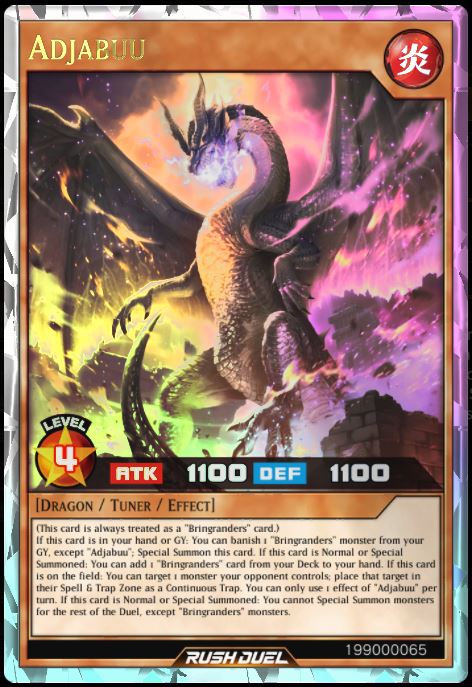 Adjabuu
炎
LEVEL
4
ATK 1100 DEF 1100
[Dragon / Tuner / Effect]
(This card is always treated as a "Bringranders" card.)
If this card is in your hand or GY: You can banish 1 "Bringranders" monster from your
GY, except "Adjabuu"; Special Summon this card. If this card is Normal or Special
Summoned: You can add 1 "Bringranders" card from your Deck to your hand. If this card
is on the field: You can target 1 monster your opponent controls; place that target in
their Spell & Trap Zone as a Continuous Trap. You can only use 1 effect of "Adjabuu" per
turn. If this card is Normal or Special Summoned: You cannot Special Summon monsters
for the rest of the Duel, except "Bringranders" monsters.
RUSH DUEL
199000065